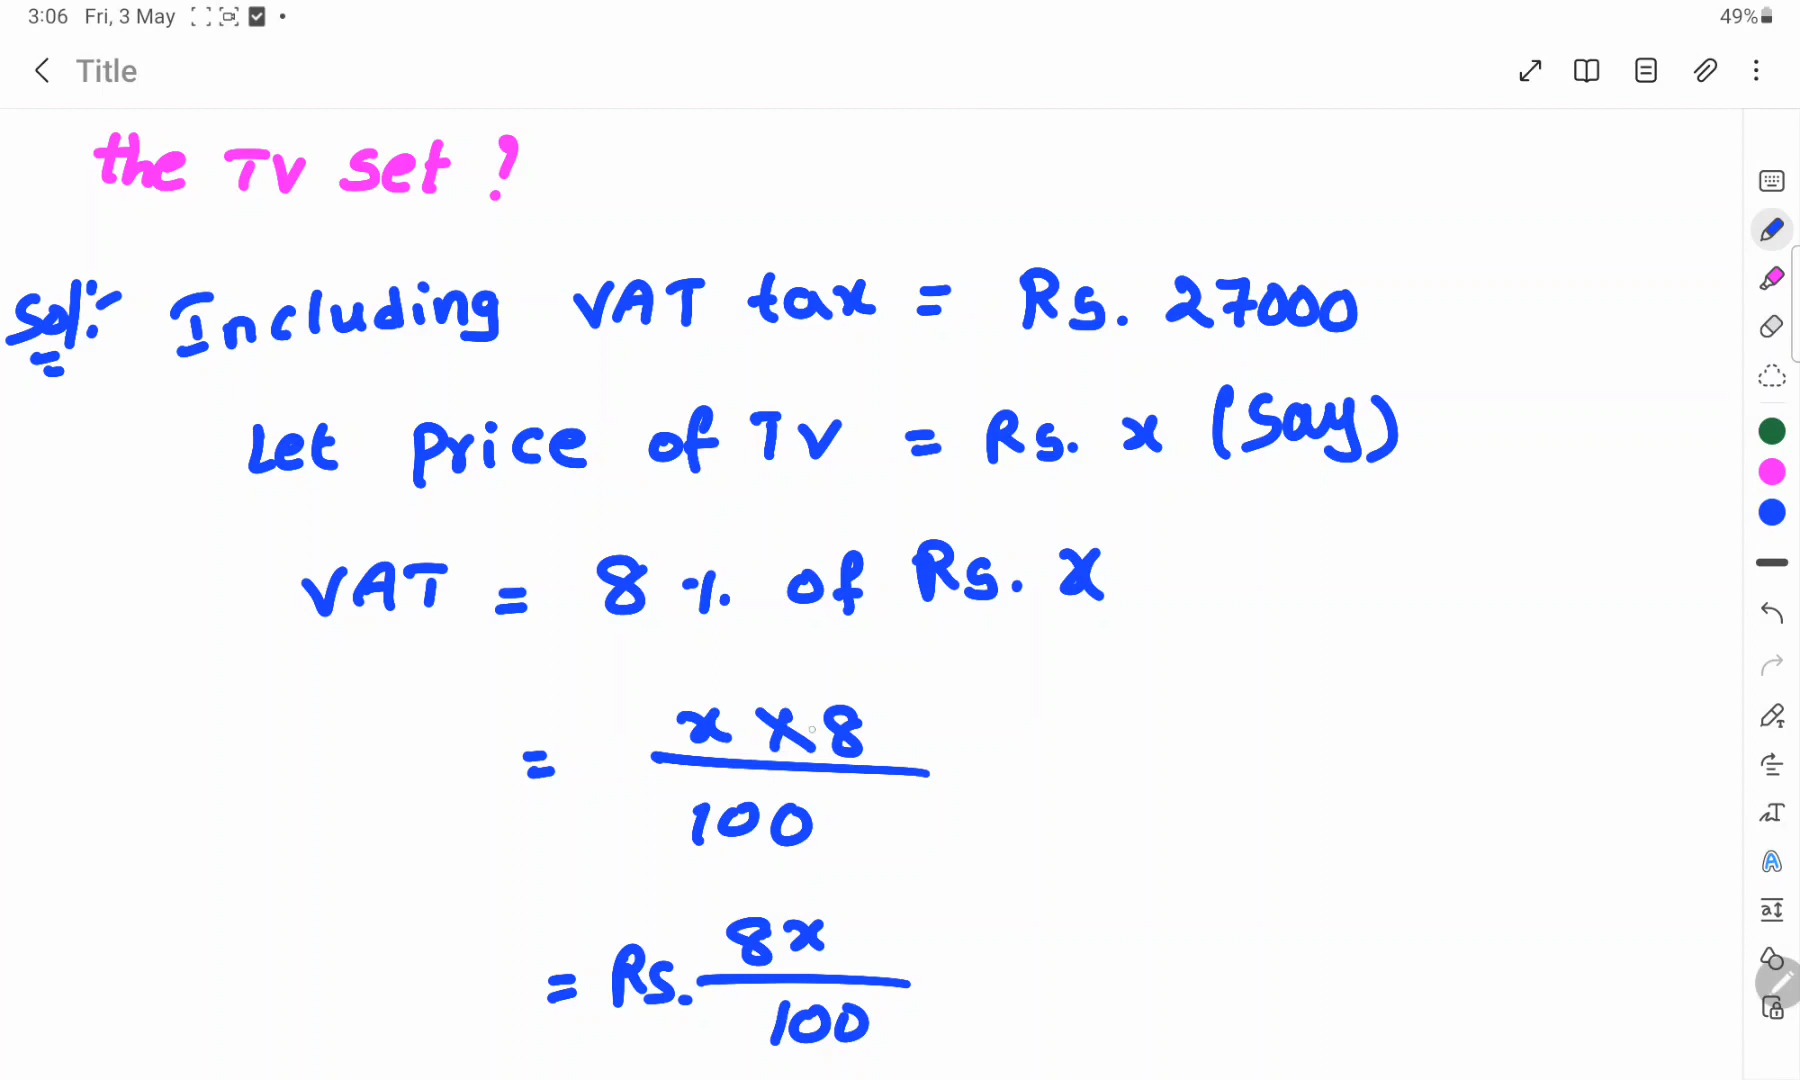 3:06 Fri, 3 May 49%
Title
the TV set ?
Sol:- Including VAT tax = Rs. 27000
Let price of TV = Rs. x (say)
VAT = 8 % of Rs. x
= x × 8
100
= Rs. 8x
100